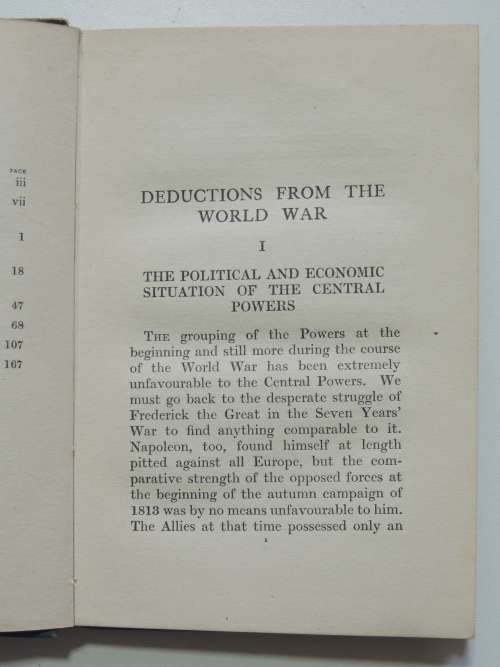 PAGE
iii
vii
1
18
47
68
107
167
DEDUCTIONS FROM THE
WORLD WAR
I
THE POLITICAL AND ECONOMIC
SITUATION OF THE CENTRAL
POWERS
THE grouping of the Powers at the
beginning and still more during the course
of the World War has been extremely
unfavourable to the Central Powers. We
must go back to the desperate struggle of
Frederick the Great in the Seven Years'
War to find anything comparable to it.
Napoleon, too, found himself at length
pitted against all Europe, but the com-
parative strength of the opposed forces at
the beginning of the autumn campaign of
1813 was by no means unfavourable to him.
The Allies at that time possessed only an
1